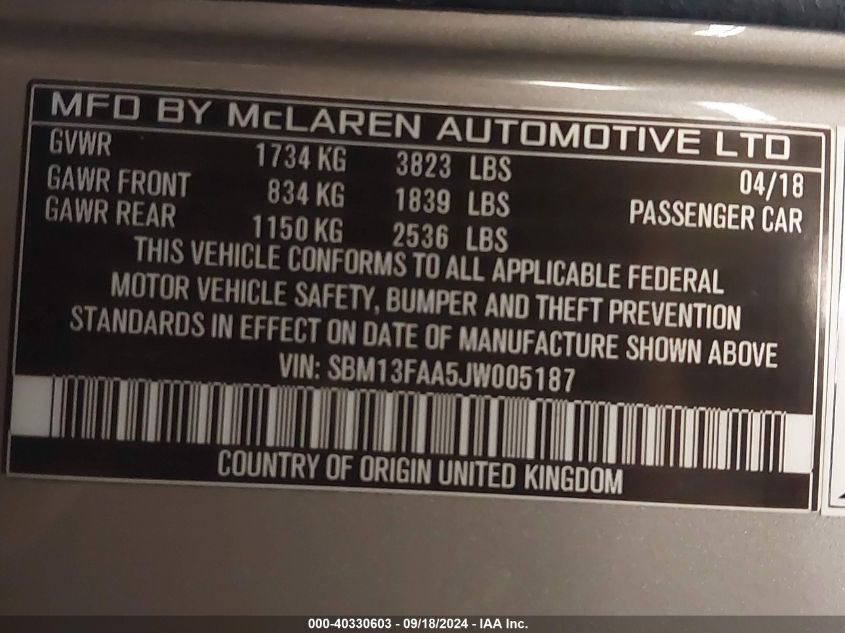 MFD BY McLAREN AUTOMOTIVE LTD
GVWR 1734 KG 3823 LBS 04/18
GAWR FRONT 834 KG 1839 LBS PASSENGER CAR
GAWR REAR 1150 KG 2536 LBS
THIS VEHICLE CONFORMS TO ALL APPLICABLE FEDERAL
MOTOR VEHICLE SAFETY, BUMPER AND THEFT PREVENTION
STANDARDS IN EFFECT ON DATE OF MANUFACTURE SHOWN ABOVE
VIN: SBM13FAA5JW005187
COUNTRY OF ORIGIN UNITED KINGDOM
000-40330603 - 09/18/2024 - IAA Inc.